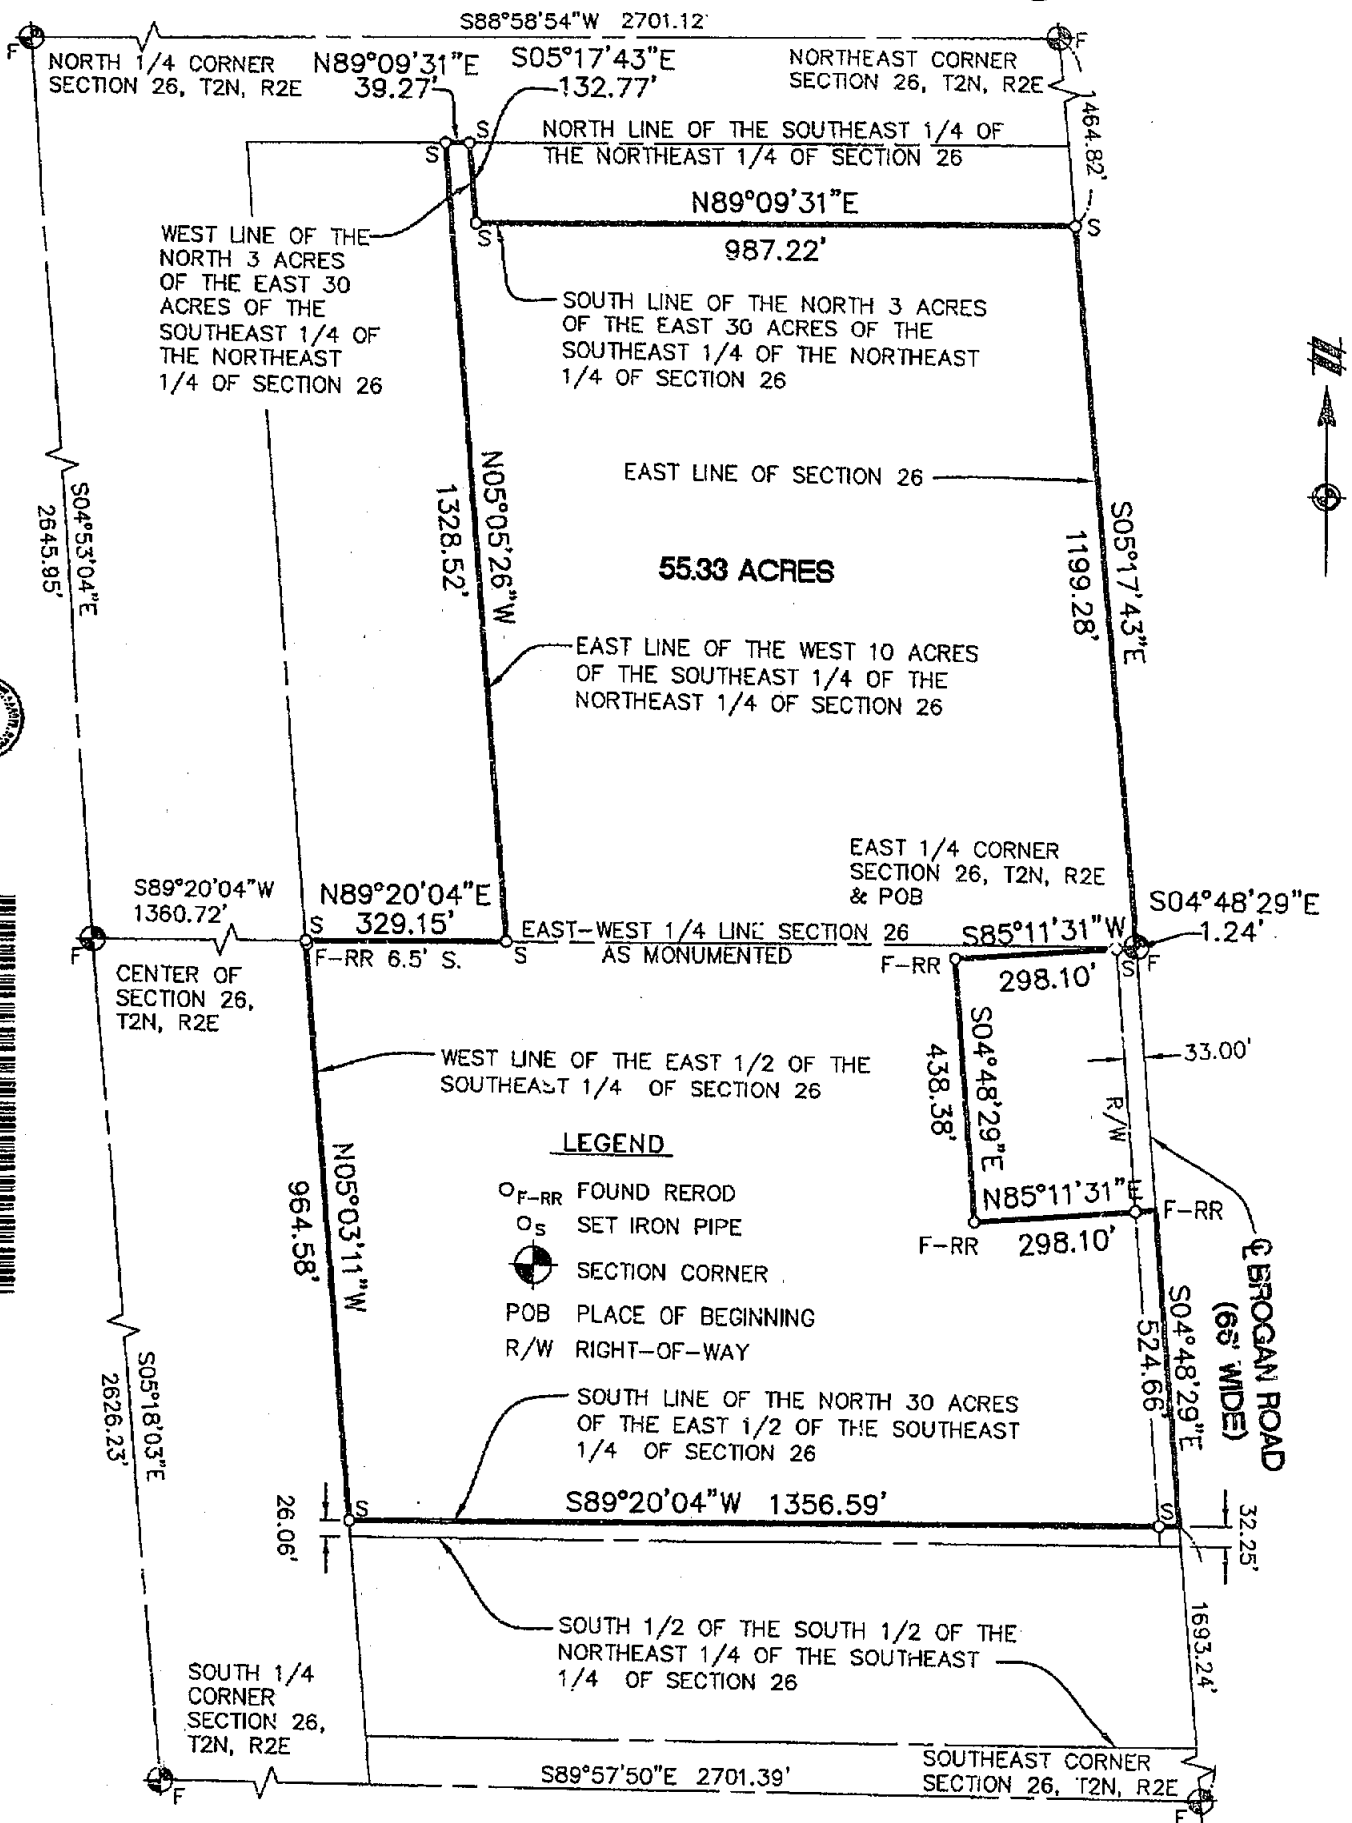 S88°58'54"W 2701.12'
F
F
NORTH 1/4 CORNER
SECTION 26, T2N, R2E
N89°09'31"E
39.27'
S05°17'43"E
132.77'
NORTHEAST CORNER
SECTION 26, T2N, R2E
1464.82'
S
S
NORTH LINE OF THE SOUTHEAST 1/4 OF
THE NORTHEAST 1/4 OF SECTION 26
N89°09'31"E
987.22'
S
S
WEST LINE OF THE
NORTH 3 ACRES
OF THE EAST 30
ACRES OF THE
SOUTHEAST 1/4 OF
THE NORTHEAST
1/4 OF SECTION 26
SOUTH LINE OF THE NORTH 3 ACRES
OF THE EAST 30 ACRES OF THE
SOUTHEAST 1/4 OF THE NORTHEAST
1/4 OF SECTION 26
N
EAST LINE OF SECTION 26
S04°53'04"E
2645.95'
N05°05'26"W
1328.52'
S05°17'43"E
1199.28'
55.33 ACRES
EAST LINE OF THE WEST 10 ACRES
OF THE SOUTHEAST 1/4 OF THE
NORTHEAST 1/4 OF SECTION 26
EAST 1/4 CORNER
SECTION 26, T2N, R2E
& POB
S04°48'29"E
1.24'
S89°20'04"W
1360.72'
N89°20'04"E
329.15'
S
F-RR 6.5' S.
S
EAST-WEST 1/4 LINE SECTION 26
AS MONUMENTED
F-RR
S85°11'31"W
298.10'
S
F
F
CENTER OF
SECTION 26,
T2N, R2E
33.00'
R/W
S04°48'29"E
438.38'
WEST LINE OF THE EAST 1/2 OF THE
SOUTHEAST 1/4 OF SECTION 26
N85°11'31"E
298.10'
F-RR
F-RR
LEGEND
F-RR FOUND REROD
S SET IRON PIPE
SECTION CORNER
POB PLACE OF BEGINNING
R/W RIGHT-OF-WAY
N05°03'11"W
964.58'
℄ BROGAN ROAD
(66' WIDE)
S04°48'29"E
524.66'
S05°18'03"E
2626.23'
SOUTH LINE OF THE NORTH 30 ACRES
OF THE EAST 1/2 OF THE SOUTHEAST
1/4 OF SECTION 26
S89°20'04"W 1356.59'
S
S
26.06'
32.25'
1693.24'
SOUTH 1/2 OF THE SOUTH 1/2 OF THE
NORTHEAST 1/4 OF THE SOUTHEAST
1/4 OF SECTION 26
SOUTH 1/4
CORNER
SECTION 26,
T2N, R2E
F
S89°57'50"E 2701.39'
SOUTHEAST CORNER
SECTION 26, T2N, R2E
F